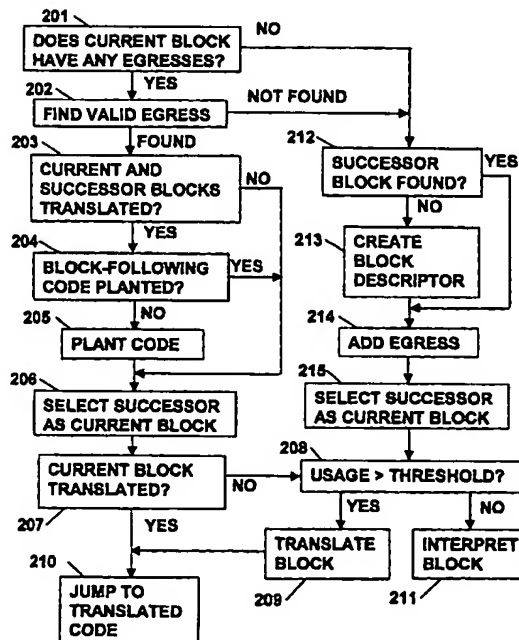 201
DOES CURRENT BLOCK
HAVE ANY EGRESSES?
NO
YES
202
FIND VALID EGRESS
NOT FOUND
FOUND
203
CURRENT AND
SUCCESSOR BLOCKS
TRANSLATED?
NO
YES
204
BLOCK-FOLLOWING
CODE PLANTED?
YES
NO
205
PLANT CODE
206
SELECT SUCCESSOR
AS CURRENT BLOCK
CURRENT BLOCK
TRANSLATED?
207
NO
YES
210
JUMP TO
TRANSLATED
CODE
212
SUCCESSOR
BLOCK FOUND?
YES
NO
213
CREATE
BLOCK
DESCRIPTOR
214
ADD EGRESS
215
SELECT SUCCESSOR
AS CURRENT BLOCK
208
USAGE > THRESHOLD?
YES
NO
TRANSLATE
BLOCK
209
INTERPRET
BLOCK
211